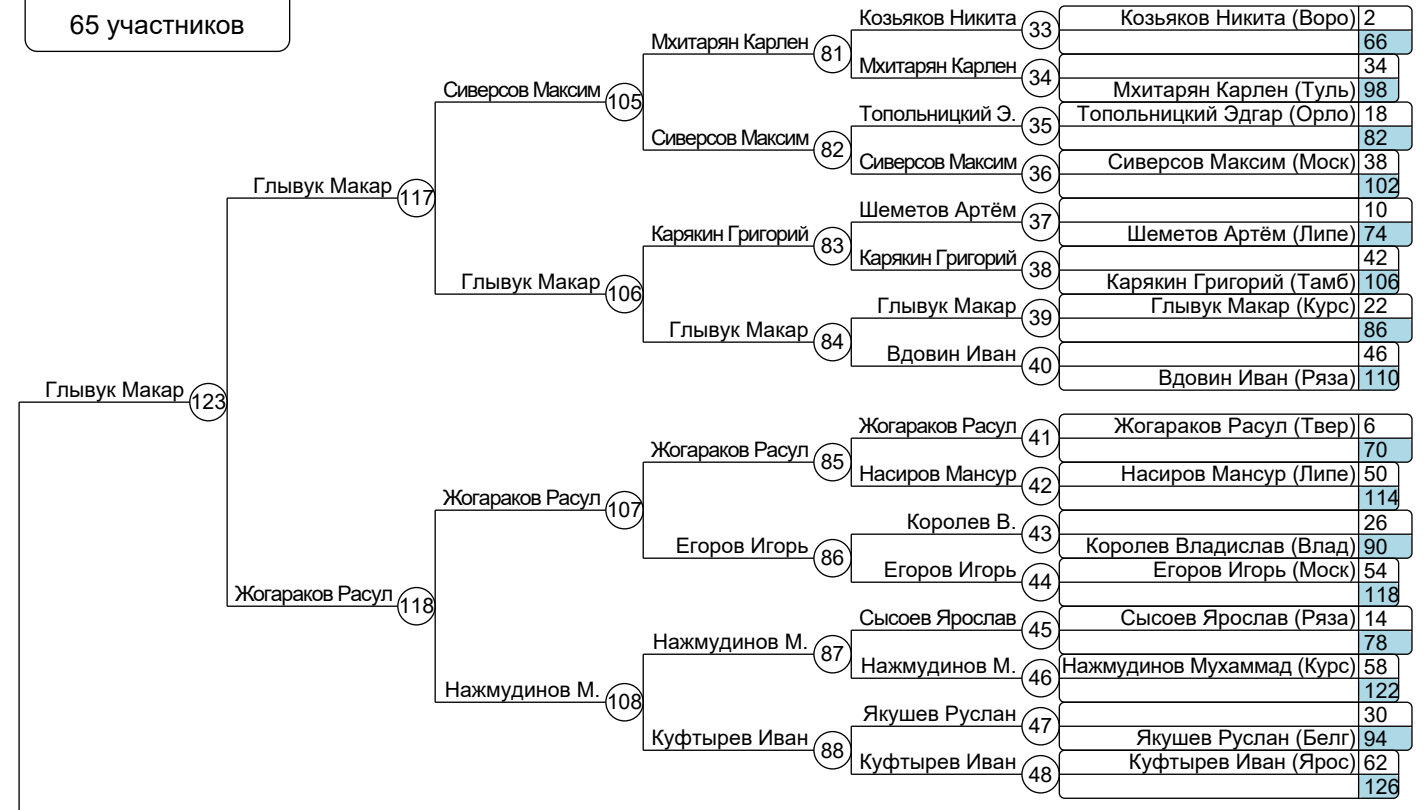 65 участников
Козьяков Никита 33 Козьяков Никита (Воро) 2
Мхитарян Карлен 81 66
Мхитарян Карлен 34 34
Сиверсов Максим 105 Мхитарян Карлен (Туль) 98
Топольницкий Э. 35 Топольницкий Эдгар (Орло) 18
Сиверсов Максим 82 82
Сиверсов Максим 36 Сиверсов Максим (Моск) 38
Глывук Макар 117 102
Шеметов Артём 37 10
Карякин Григорий 83 Шеметов Артём (Липе) 74
Карякин Григорий 38 42
Глывук Макар 106 Карякин Григорий (Тамб) 106
Глывук Макар 39 Глывук Макар (Курс) 22
Глывук Макар 84 86
Вдовин Иван 40 46
Вдовин Иван (Ряза) 110
Глывук Макар 123
Жогараков Расул 41 Жогараков Расул (Твер) 6
Жогараков Расул 85 70
Насиров Мансур 42 Насиров Мансур (Липе) 50
Жогараков Расул 107 114
Королев В. 43 26
Егоров Игорь 86 Королев Владислав (Влад) 90
Егоров Игорь 44 Егоров Игорь (Моск) 54
Жогараков Расул 118 118
Сысоев Ярослав 45 Сысоев Ярослав (Ряза) 14
Нажмудинов М. 87 78
Нажмудинов М. 46 Нажмудинов Мухаммад (Курс) 58
Нажмудинов М. 108 122
Якушев Руслан 47 30
Куфтырев Иван 88 Якушев Руслан (Белг) 94
Куфтырев Иван 48 Куфтырев Иван (Ярос) 62
126